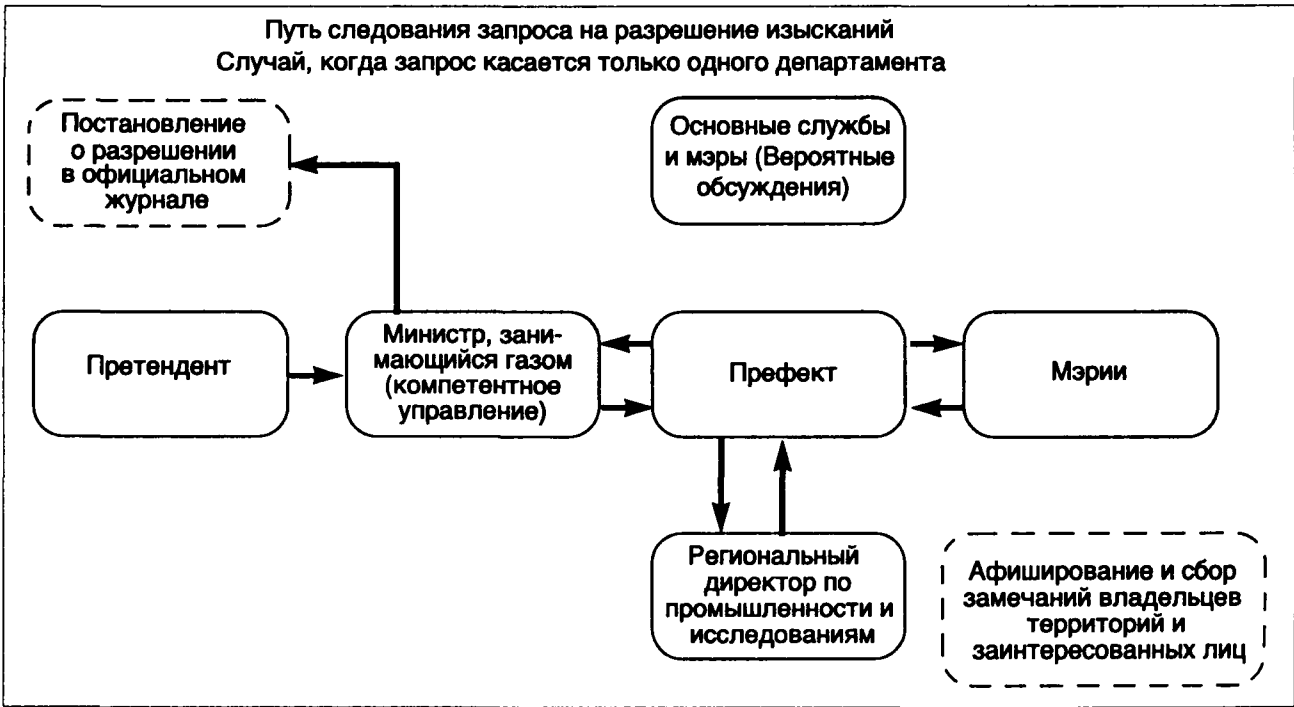 Путь следования запроса на разрешение изысканий
Случай, когда запрос касается только одного департамента
Постановление
о разрешении
в официальном
журнале
Основные службы
и мэры (Вероятные
обсуждения)
Претендент
Министр, зани-
мающийся газом
(компетентное
управление)
Префект
Мэрии
Региональный
директор по
промышленности и
исследованиям
Афиширование и сбор
замечаний владельцев
территорий и
заинтересованных лиц